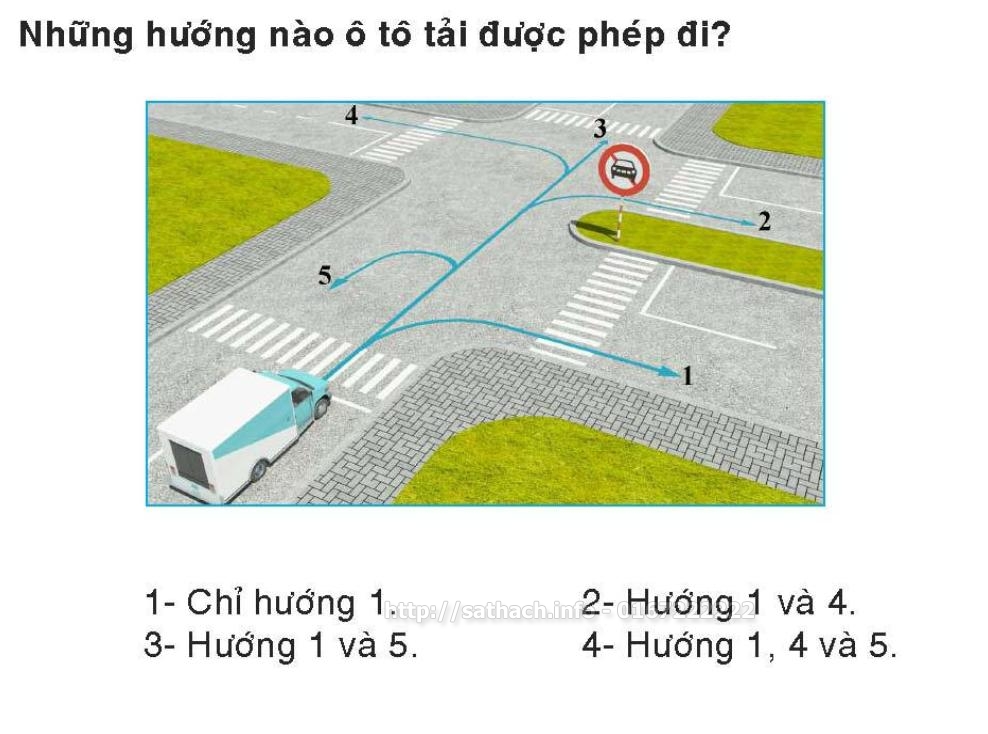 Những hướng nào ô tô tải được phép đi?
4
3
2
5
1
1- Chỉ hướng 1.
2- Hướng 1 và 4.
http://sathach.info
3- Hướng 1 và 5.
4- Hướng 1, 4 và 5.